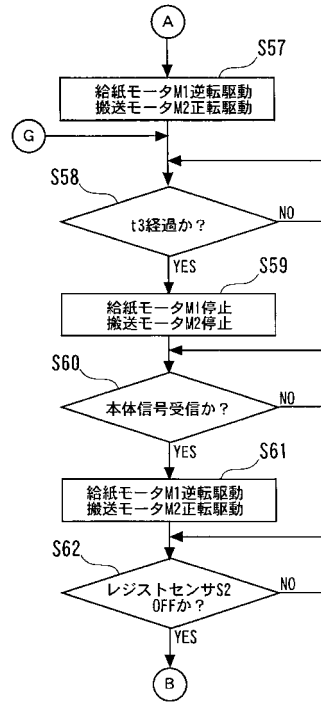 A
S57
給紙モータM1逆転駆動
搬送モータM2正転駆動
G
S58
t3経過か?
NO
YES
S59
給紙モータM1停止
搬送モータM2停止
S60
本体信号受信か?
NO
YES
S61
給紙モータM1逆転駆動
搬送モータM2正転駆動
S62
レジストセンサS2
OFFか?
NO
YES
B